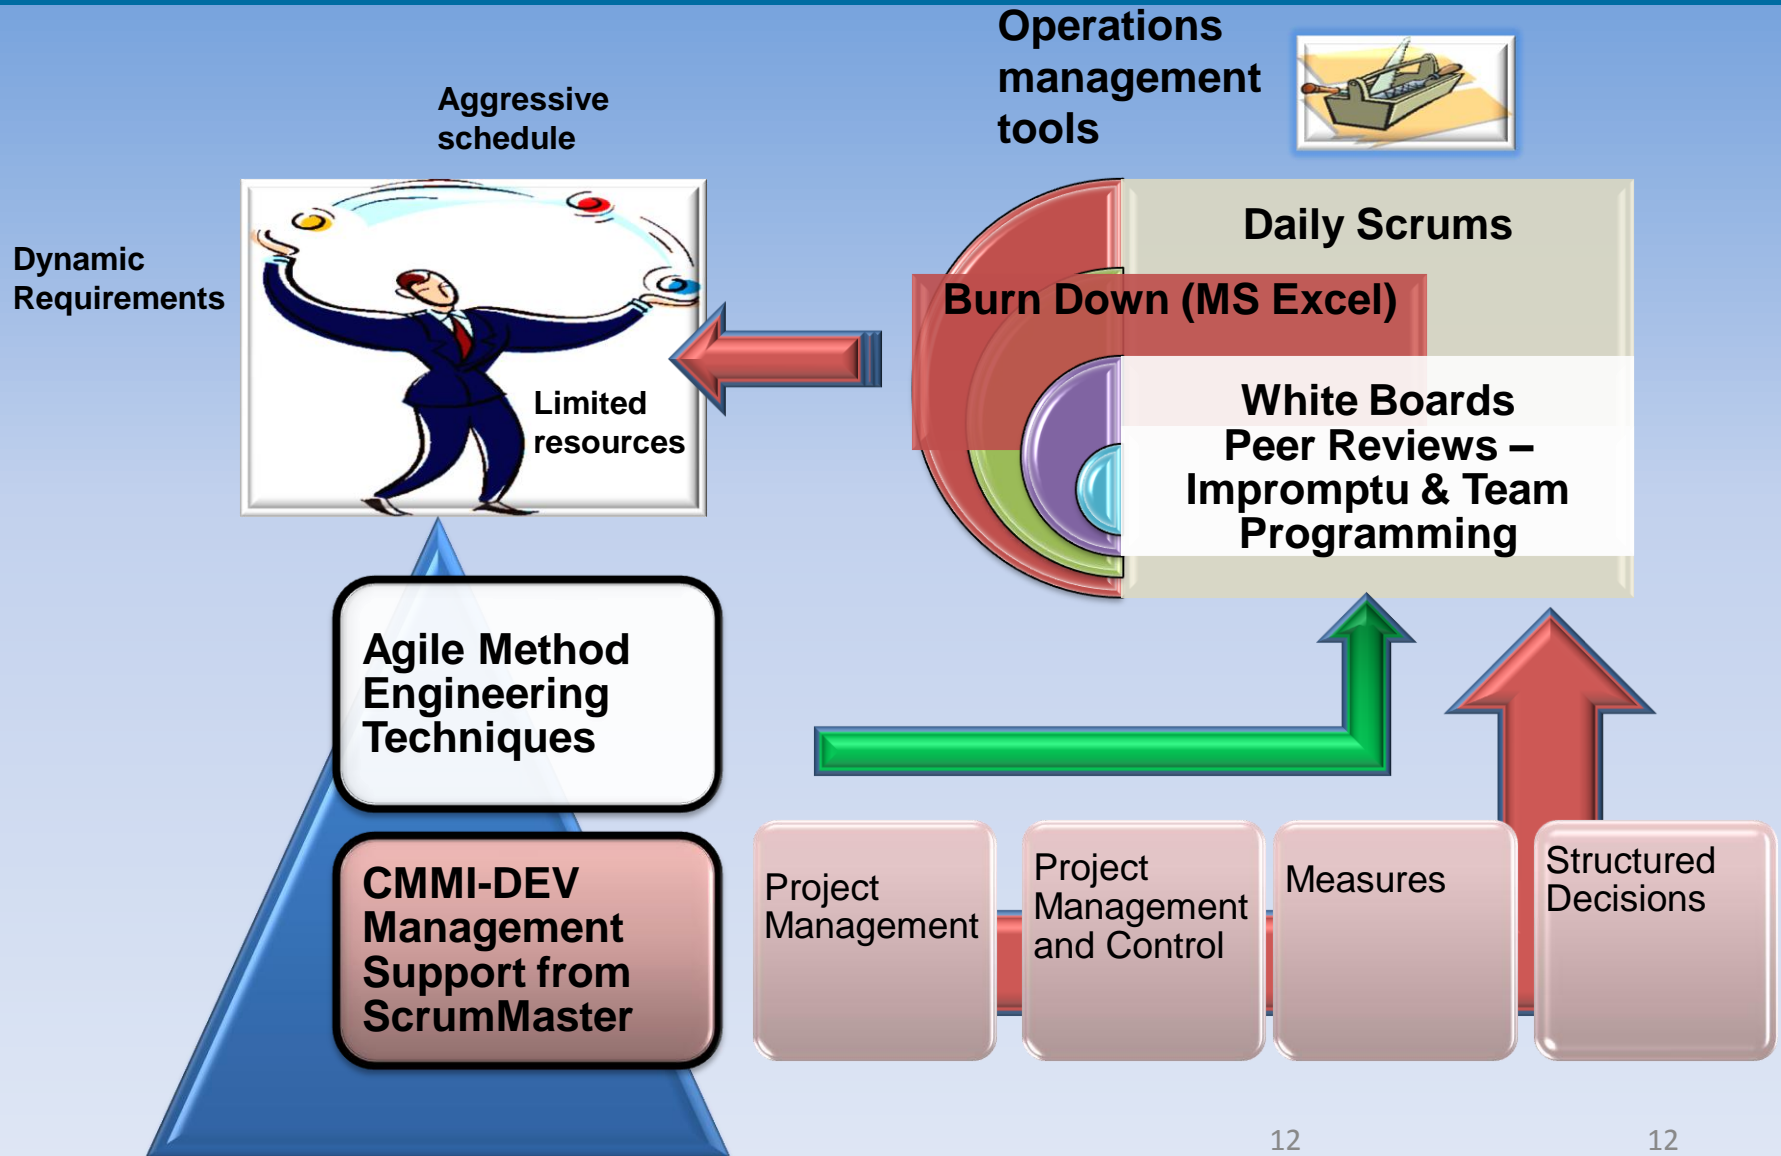 Operations
management
tools
Aggressive
schedule
Dynamic
Requirements
Limited
resources
Daily Scrums
Burn Down (MS Excel)
White Boards
Peer Reviews –
Impromptu & Team
Programming
Agile Method
Engineering
Techniques
CMMI-DEV
Management
Support from
ScrumMaster
Project
Management
Project
Management
and Control
Measures
Structured
Decisions
12
12